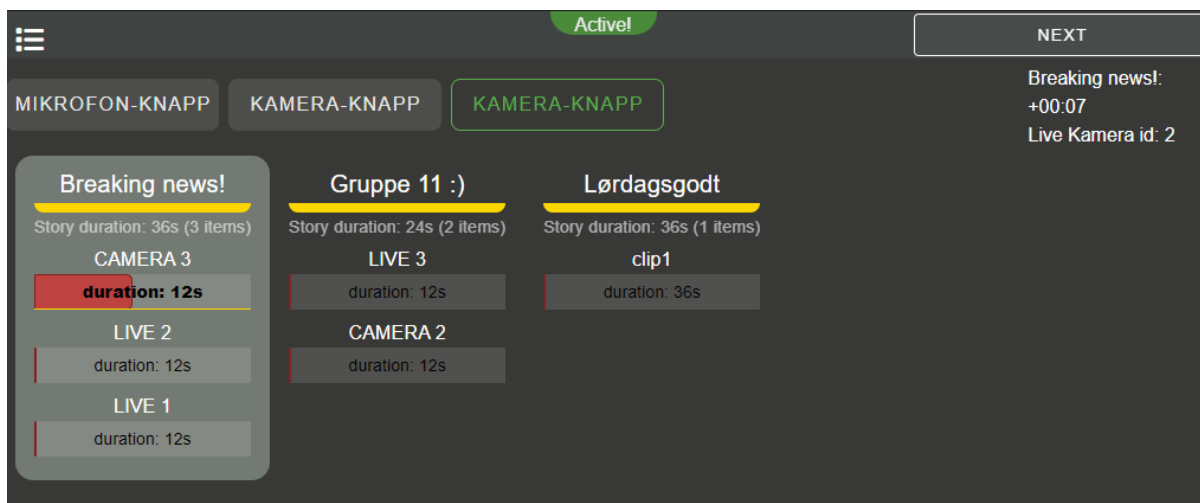 Active!
NEXT
MIKROFON-KNAPP
KAMERA-KNAPP
KAMERA-KNAPP
Breaking news!:
+00:07
Live Kamera id: 2
Breaking news!
Story duration: 36s (3 items)
CAMERA 3
duration: 12s
LIVE 2
duration: 12s
LIVE 1
duration: 12s
Gruppe 11 :)
Story duration: 24s (2 items)
LIVE 3
duration: 12s
CAMERA 2
duration: 12s
Lørdagsgodt
Story duration: 36s (1 items)
clip1
duration: 36s